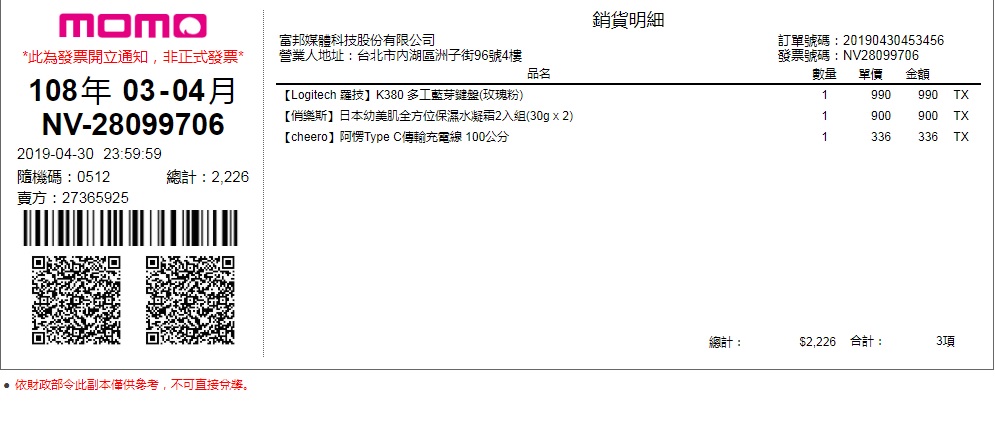 momo
*此為發票開立通知，非正式發票*
108年 03-04月
NV-28099706
2019-04-30 23:59:59
隨機碼：0512 總計：2,226
賣方：27365925
銷貨明細
富邦媒體科技股份有限公司 訂單號碼：20190430453456
營業人地址：台北市內湖區洲子街96號4樓 發票號碼：NV28099706
品名 數量 單價 金額
【Logitech 羅技】K380 多工藍芽鍵盤(玫瑰粉) 1 990 990 TX
【俏樂斯】日本幼美肌全方位保濕水凝霜2入組(30g x 2) 1 900 900 TX
【cheero】阿愣Type C傳輸充電線 100公分 1 336 336 TX
總計： $2,226 合計： 3項
● 依財政部令此副本僅供參考，不可直接兌獎。